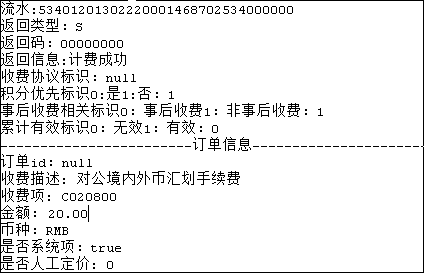 流水:53401201302220001468702534000000
返回类型: S
返回码: 00000000
返回信息:计费成功
收费协议标识: null
积分优先标识0:是1:否: 1
事后收费相关标识0: 事后收费1: 非事后收费: 1
累计有效标识0: 无效1: 有效: 0
------------------------订单信息----------------------
订单id: null
收费描述: 对公境内外币汇划手续费
收费项: C020800
金额: 20.00
币种: RMB
是否系统项: true
是否人工定价: 0